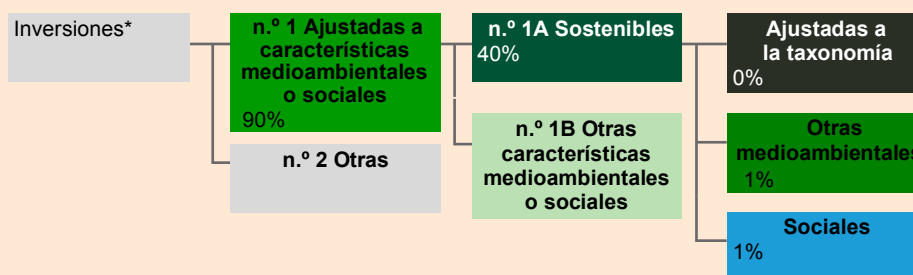 Inversiones*
n.º 1 Ajustadas a
características
medioambientales
o sociales
90%
n.º 2 Otras
n.º 1A Sostenibles
40%
n.º 1B Otras
características
medioambientales
o sociales
Ajustadas a
la taxonomía
0%
Otras
medioambientales
1%
Sociales
1%